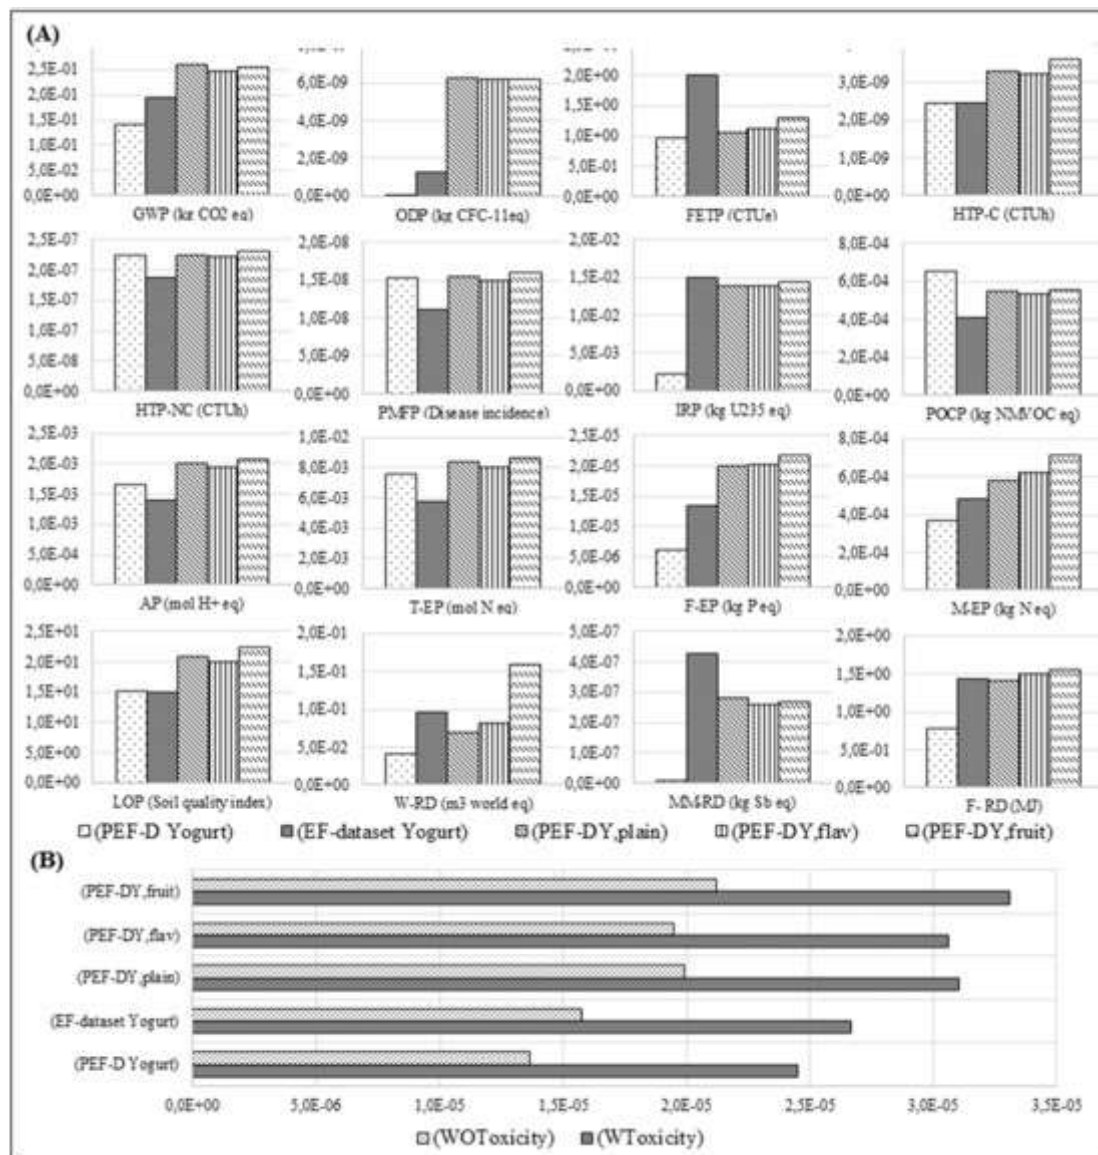 (A)
2,5E-01
2,0E-01
1,5E-01
1,0E-01
5,0E-02
0,0E+00
GWP (kg CO2 eq)
6,0E-09
4,0E-09
2,0E-09
0,0E+00
ODP (kg CFC-11eq)
2,0E+00
1,5E+00
1,0E+00
5,0E-01
0,0E+00
FETP (CTUe)
3,0E-09
2,0E-09
1,0E-09
0,0E+00
HTP-C (CTUh)
2,5E-07
2,0E-07
1,5E-07
1,0E-07
5,0E-08
0,0E+00
HTP-NC (CTUh)
2,0E-08
1,5E-08
1,0E-08
5,0E-09
0,0E+00
PMFP (Disease incidence)
2,0E-02
1,5E-02
1,0E-02
5,0E-03
0,0E+00
IRP (kg U235 eq)
8,0E-04
6,0E-04
4,0E-04
2,0E-04
0,0E+00
POCP (kg NMVOC eq)
2,5E-03
2,0E-03
1,5E-03
1,0E-03
5,0E-04
0,0E+00
AP (mol H+ eq)
1,0E-02
8,0E-03
6,0E-03
4,0E-03
2,0E-03
0,0E+00
T-EP (mol N eq)
2,5E-05
2,0E-05
1,5E-05
1,0E-05
5,0E-06
0,0E+00
F-EP (kg P eq)
8,0E-04
6,0E-04
4,0E-04
2,0E-04
0,0E+00
M-EP (kg N eq)
2,5E+01
2,0E+01
1,5E+01
1,0E+01
5,0E+00
0,0E+00
LOP (Soil quality index)
2,0E-01
1,5E-01
1,0E-01
5,0E-02
0,0E+00
W-RD (m3 world eq)
5,0E-07
4,0E-07
3,0E-07
2,0E-07
1,0E-07
0,0E+00
MM-RD (kg Sb eq)
2,0E+00
1,5E+00
1,0E+00
5,0E-01
0,0E+00
F- RD (MJ)
(PEF-D Yogurt) (EF-dataset Yogurt) (PEF-DY,plain) (PEF-DY,flav) (PEF-DY,fruit)
(B)
(PEF-DY,fruit)
(PEF-DY,flav)
(PEF-DY,plain)
(EF-dataset Yogurt)
(PEF-D Yogurt)
0,0E+00 5,0E-06 1,0E-05 1,5E-05 2,0E-05 2,5E-05 3,0E-05 3,5E-05
(WOToxicity) (WToxicity)